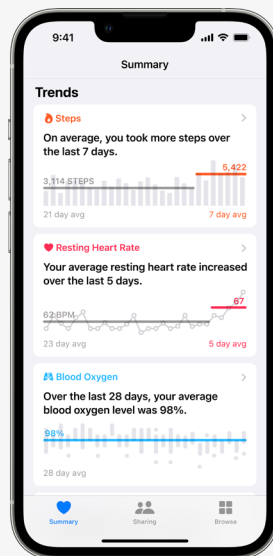 9:41
Summary
Trends
Steps
On average, you took more steps over
the last 7 days.
5,422
3,114 STEPS
21 day avg 7 day avg
Resting Heart Rate
Your average resting heart rate increased
over the last 5 days.
67
62 BPM
23 day avg 5 day avg
Blood Oxygen
Over the last 28 days, your average
blood oxygen level was 98%.
98%
28 day avg
Summary Sharing Browse